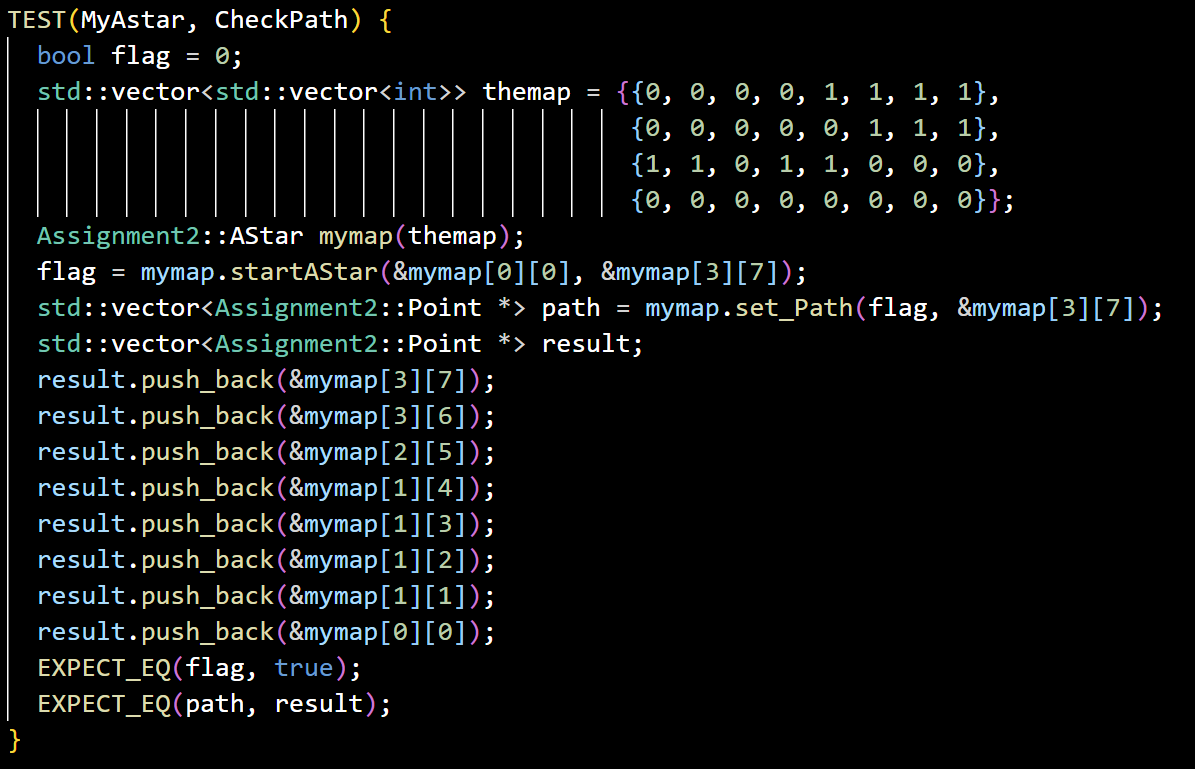 TEST(MyAstar, CheckPath) {
  bool flag = 0;
  std::vector<std::vector<int>> themap = {{0, 0, 0, 0, 1, 1, 1, 1},
                                          {0, 0, 0, 0, 0, 1, 1, 1},
                                          {1, 1, 0, 1, 1, 0, 0, 0},
                                          {0, 0, 0, 0, 0, 0, 0, 0}};
  Assignment2::AStar mymap(themap);
  flag = mymap.startAStar(&mymap[0][0], &mymap[3][7]);
  std::vector<Assignment2::Point *> path = mymap.set_Path(flag, &mymap[3][7]);
  std::vector<Assignment2::Point *> result;
  result.push_back(&mymap[3][7]);
  result.push_back(&mymap[3][6]);
  result.push_back(&mymap[2][5]);
  result.push_back(&mymap[1][4]);
  result.push_back(&mymap[1][3]);
  result.push_back(&mymap[1][2]);
  result.push_back(&mymap[1][1]);
  result.push_back(&mymap[0][0]);
  EXPECT_EQ(flag, true);
  EXPECT_EQ(path, result);
}